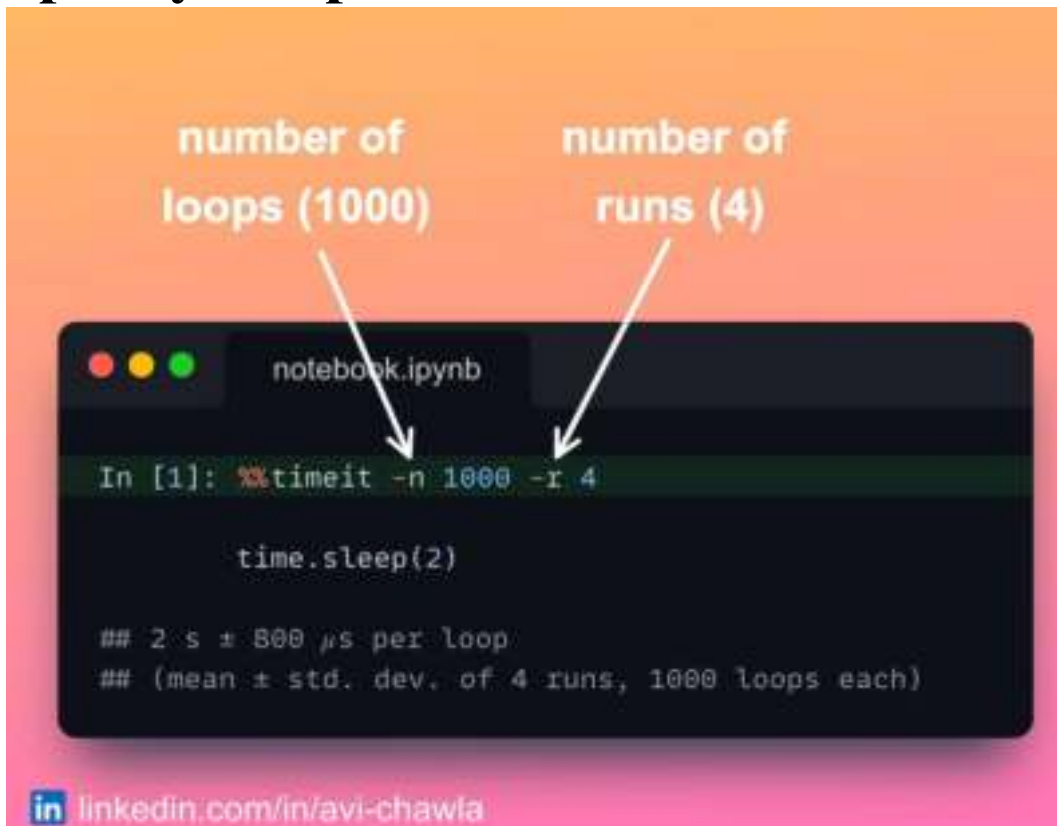 number of
loops (1000)
number of
runs (4)
notebook.ipynb
In [1]: %%timeit -n 1000 -r 4
time.sleep(2)
## 2 s ± 800 µs per loop
## (mean ± std. dev. of 4 runs, 1000 loops each)
in linkedin.com/in/avi-chawla